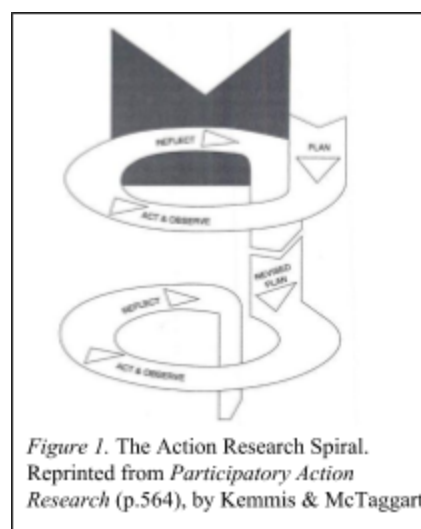 REFLECT
PLAN
ACT & OBSERVE
REVISED
PLAN
REFLECT
ACT & OBSERVE
Figure 1. The Action Research Spiral.
Reprinted from Participatory Action
Research (p.564), by Kemmis & McTaggart